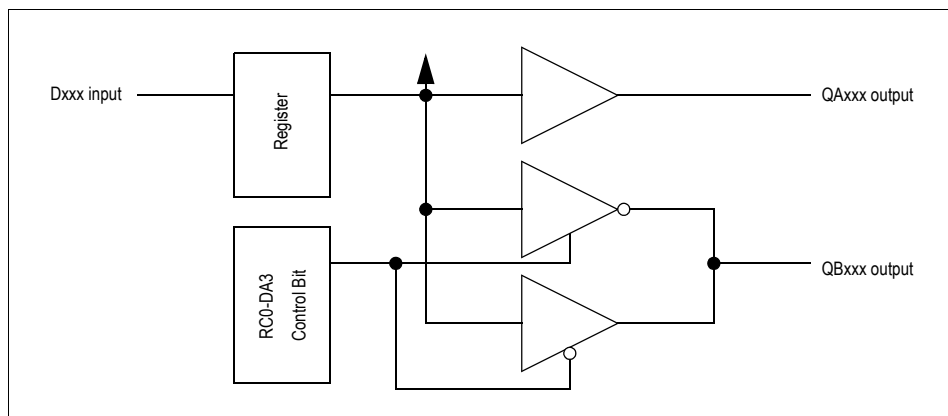 Dxxx input
Register
QAxxx output
RC0-DA3
Control Bit
QBxxx output